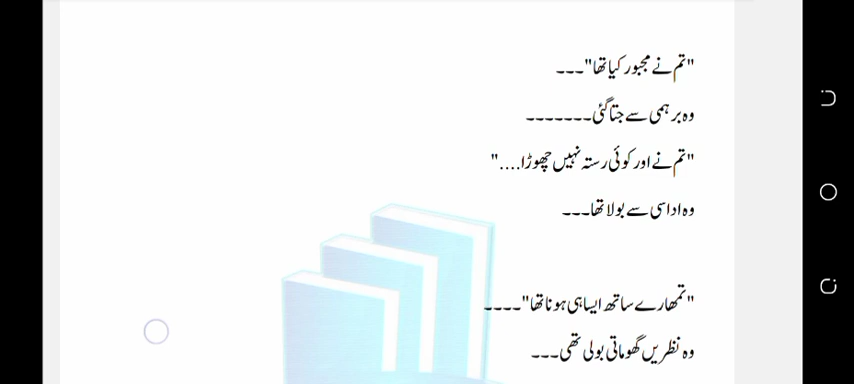 "تم نے مجبور کیا تھا"۔۔۔
وہ برہمی سے جتا گئی۔۔۔۔۔۔۔
"تم نے اور کوئی رستہ نہیں چھوڑا...."
وہ اداسی سے بولا تھا۔۔۔
"تمھارے ساتھ ایسا ہی ہونا تھا"۔۔۔۔
وہ نظریں گھوماتی بولی تھی۔۔۔